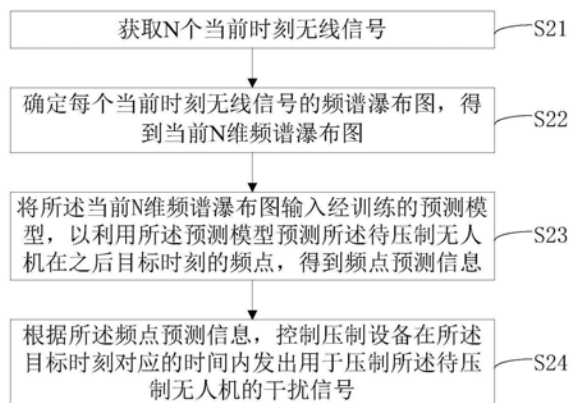 获取N个当前时刻无线信号
S21
确定每个当前时刻无线信号的频谱瀑布图，得
到当前N维频谱瀑布图
S22
将所述当前N维频谱瀑布图输入经训练的预测模
型，以利用所述预测模型预测所述待压制无人
机在之后目标时刻的频点，得到频点预测信息
S23
根据所述频点预测信息，控制压制设备在所述
目标时刻对应的时间内发出用于压制所述待压
制无人机的干扰信号
S24